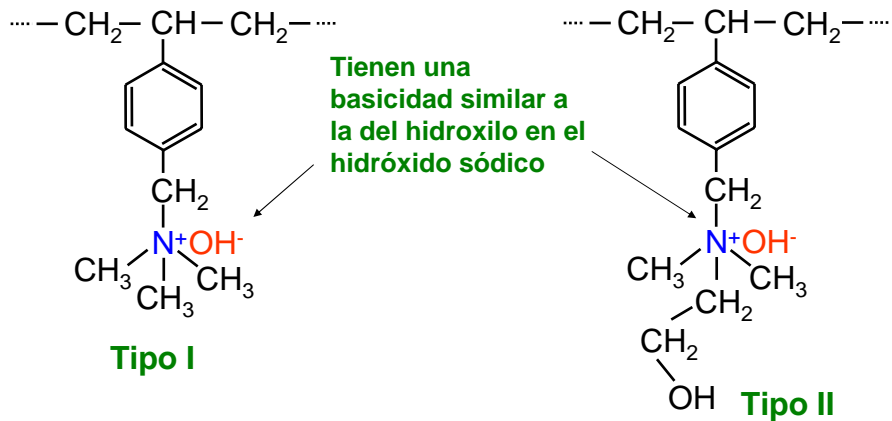 ···· — CH₂ — CH — CH₂ — ····
···· — CH₂ — CH — CH₂ — ····
Tienen una
basicidad similar a
la del hidroxilo en el
hidróxido sódico
CH₂
N⁺OH⁻
CH₃
CH₃
CH₃
Tipo I
CH₂
N⁺OH⁻
CH₃
CH₃
CH₂
CH₂
OH
Tipo II